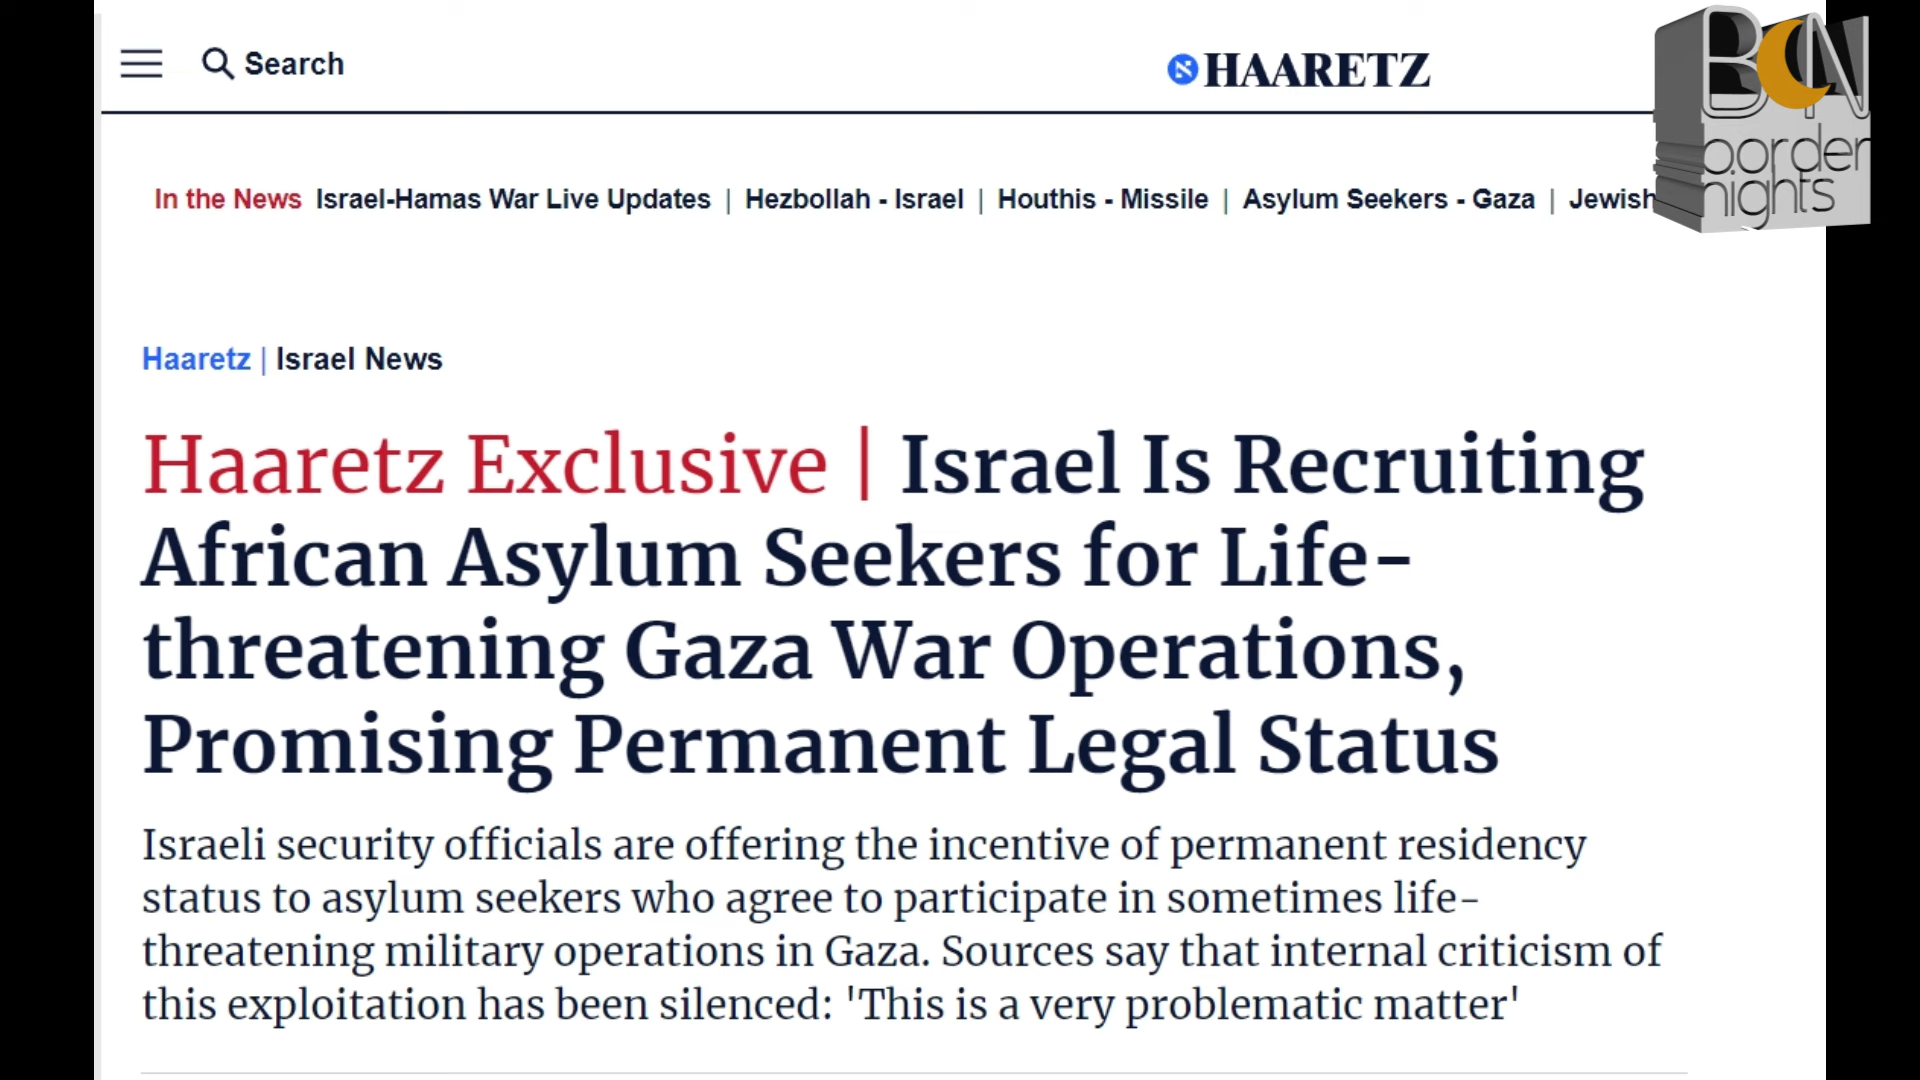 Search
HAARETZ
BN
border
nights
In the News Israel-Hamas War Live Updates | Hezbollah - Israel | Houthis - Missile | Asylum Seekers - Gaza | Jewish
Haaretz | Israel News
Haaretz Exclusive | Israel Is Recruiting
African Asylum Seekers for Life-
threatening Gaza War Operations,
Promising Permanent Legal Status
Israeli security officials are offering the incentive of permanent residency
status to asylum seekers who agree to participate in sometimes life-
threatening military operations in Gaza. Sources say that internal criticism of
this exploitation has been silenced: 'This is a very problematic matter'